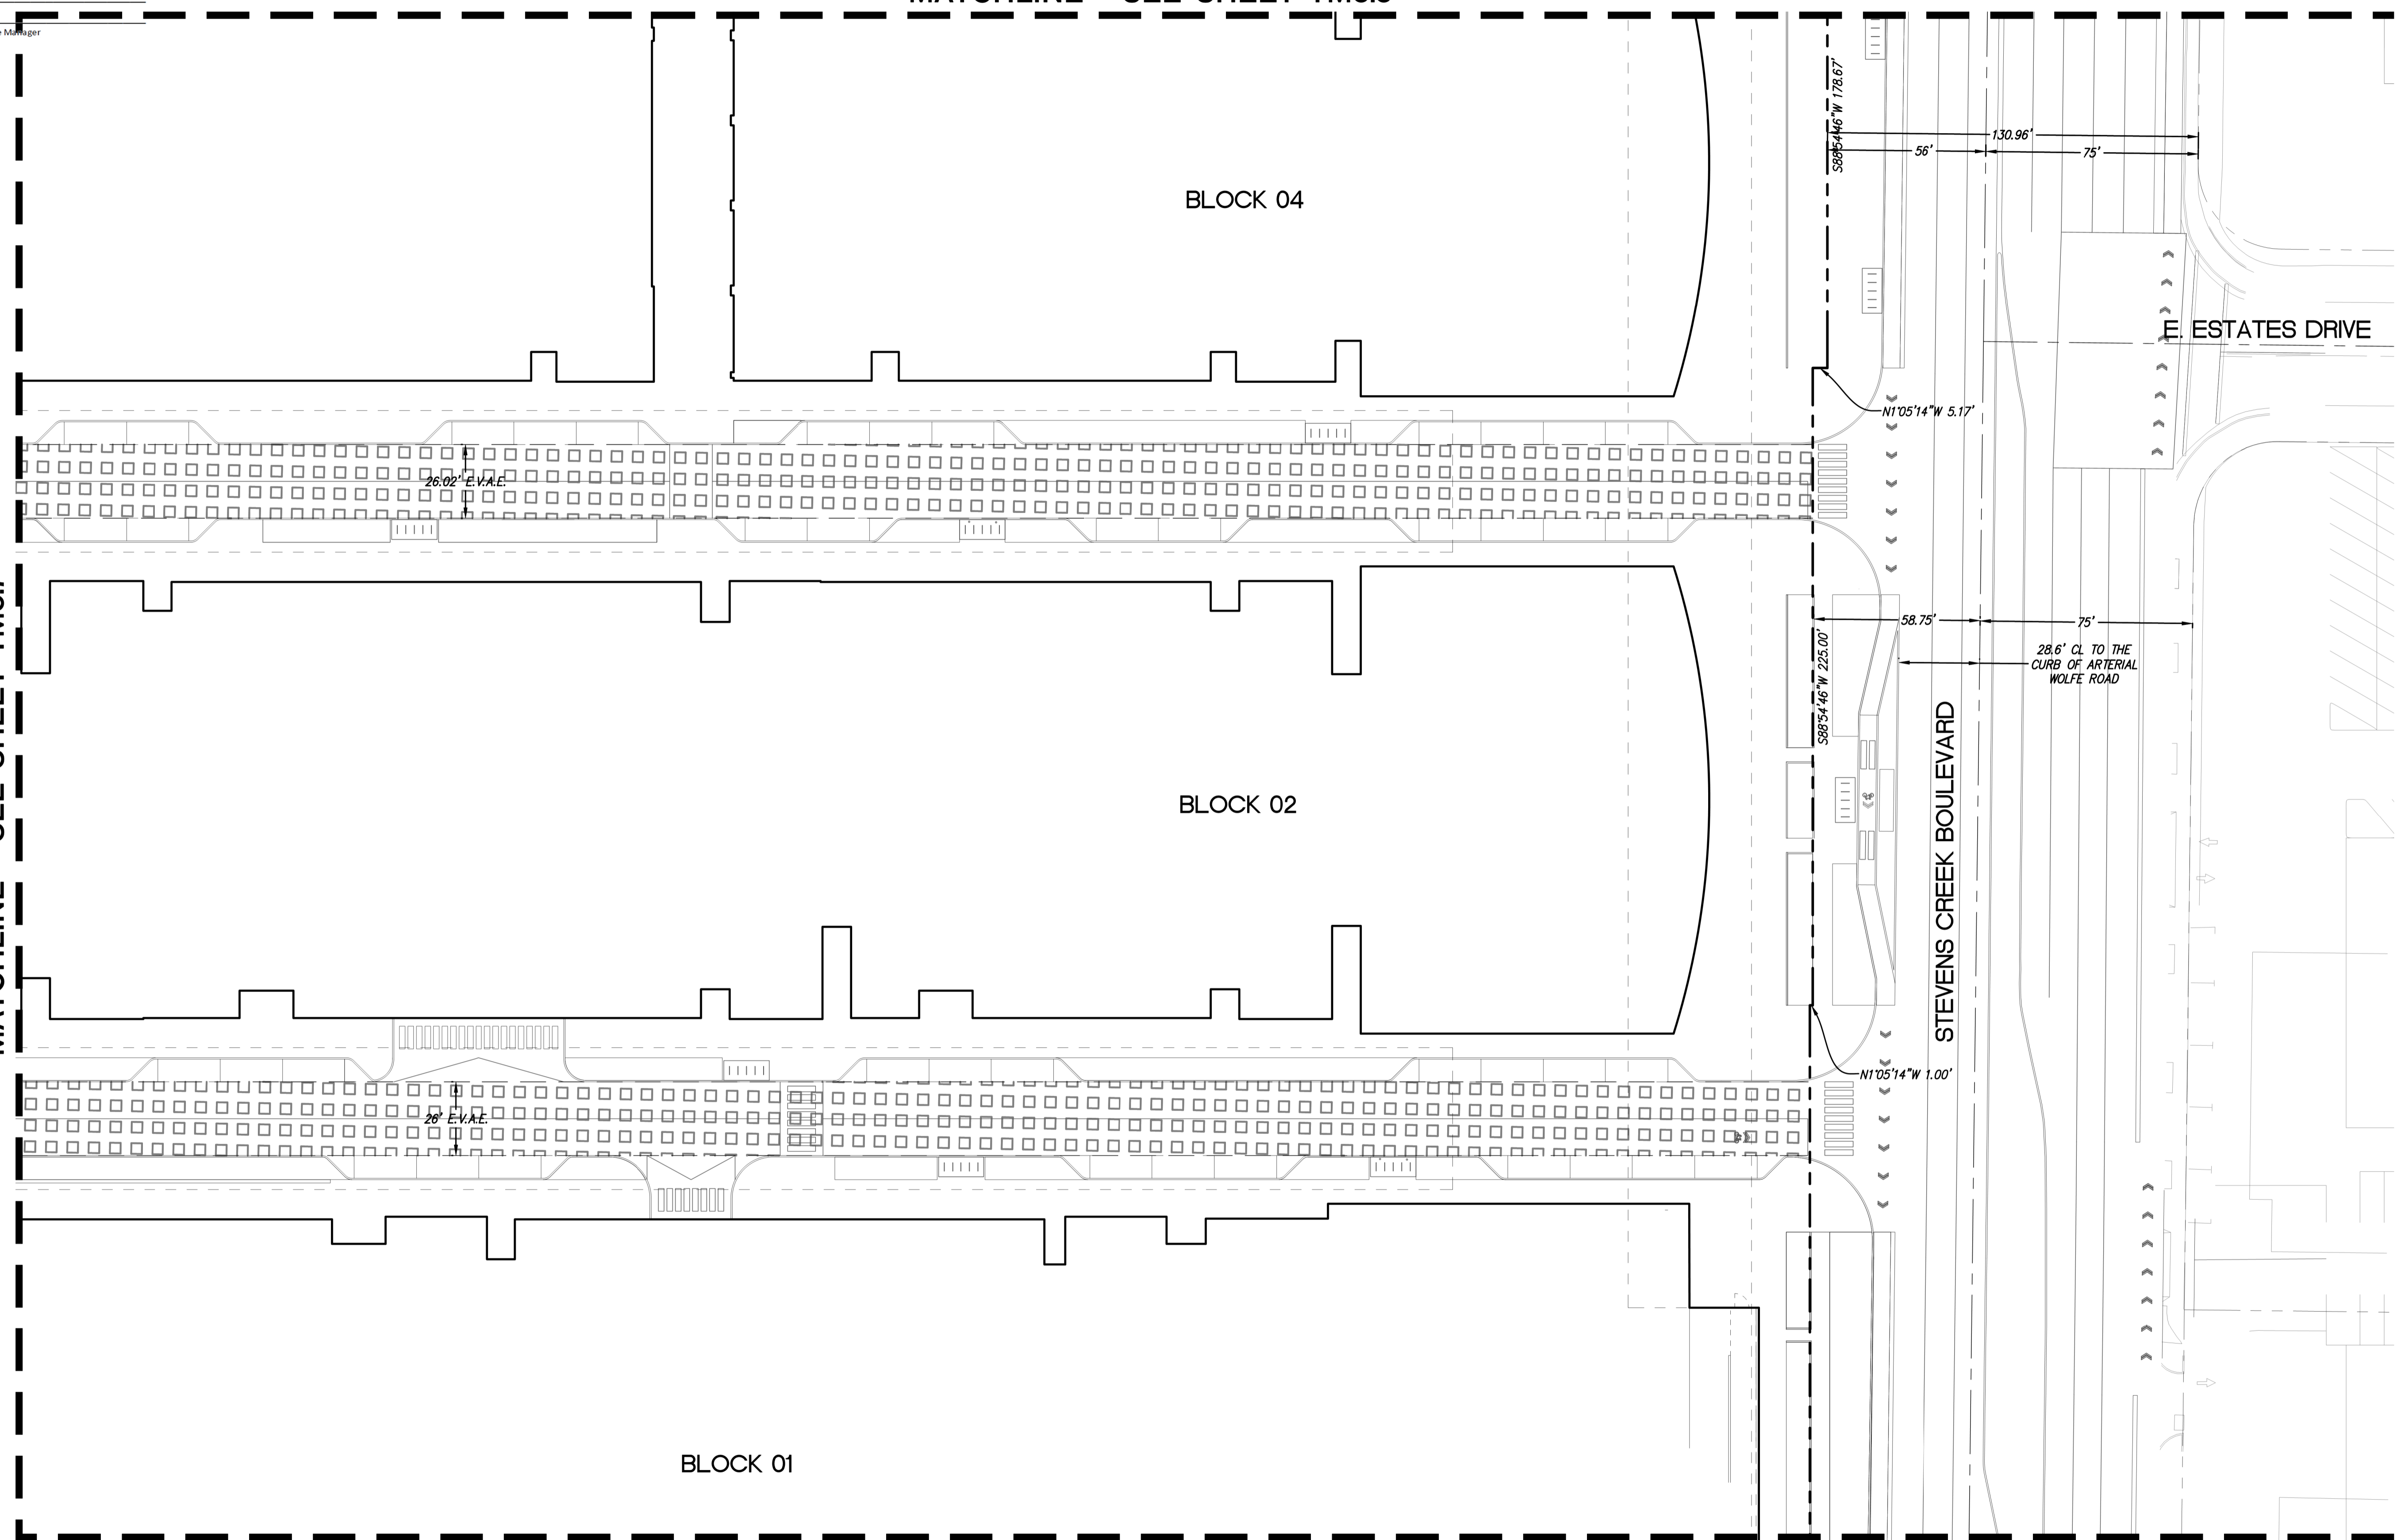 Manager
S88°54'46"W 178.67'
130.96'
56'
75'
BLOCK 04
E. ESTATES DRIVE
N1°05'14"W 5.17'
26.02' E.V.A.E.
58.75'
75'
S88°54'46"W 225.00'
28.6' CL TO THE
CURB OF ARTERIAL
WOLFE ROAD
STEVENS CREEK BOULEVARD
BLOCK 02
N1°05'14"W 1.00'
26' E.V.A.E.
BLOCK 01